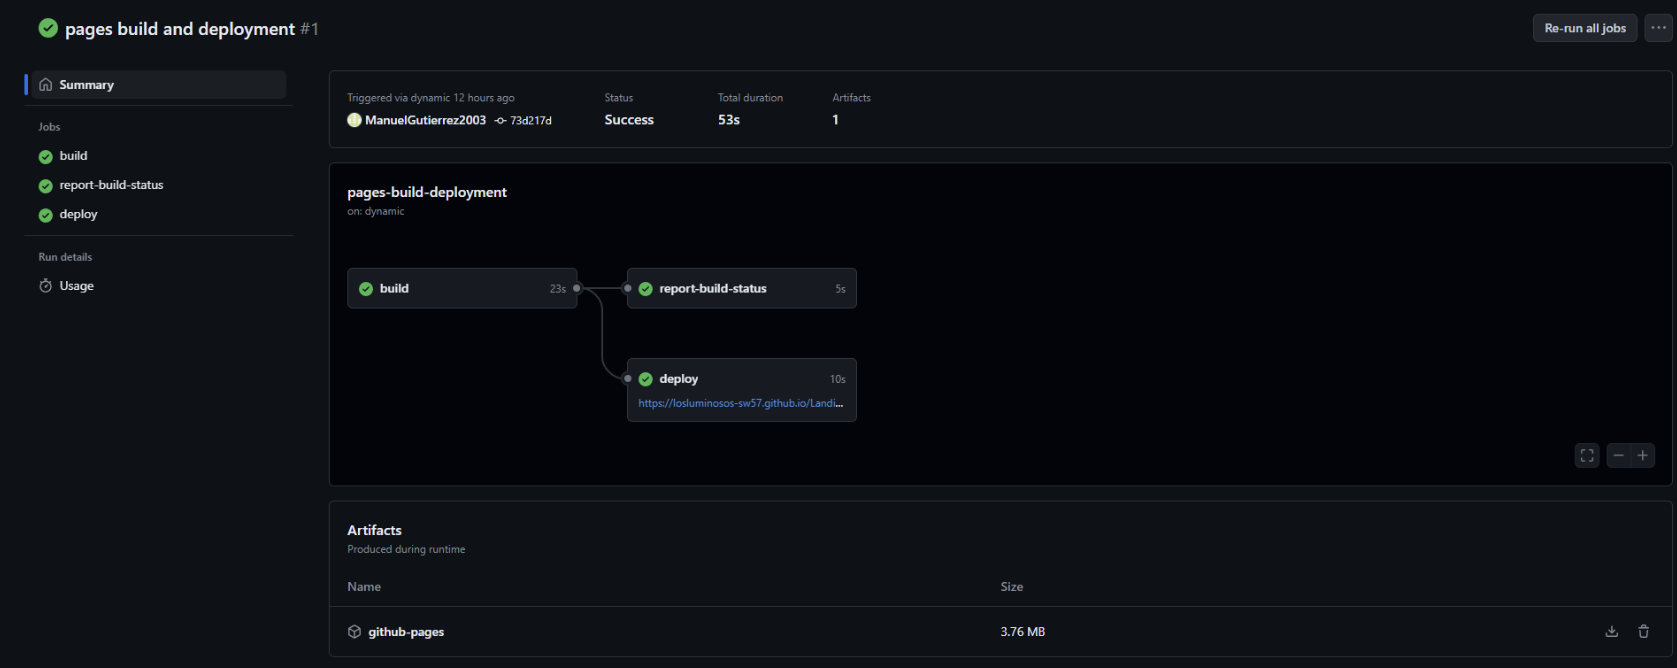 pages build and deployment #1
Re-run all jobs
Summary
Jobs
build
report-build-status
deploy
Run details
Usage
Triggered via dynamic 12 hours ago
ManuelGutierrez2003 73d217d
Status
Success
Total duration
53s
Artifacts
1
pages-build-deployment
on: dynamic
build 23s
report-build-status 5s
deploy 10s
https://losluminosos-sw57.github.io/Landi...
Artifacts
Produced during runtime
Name Size
github-pages 3.76 MB